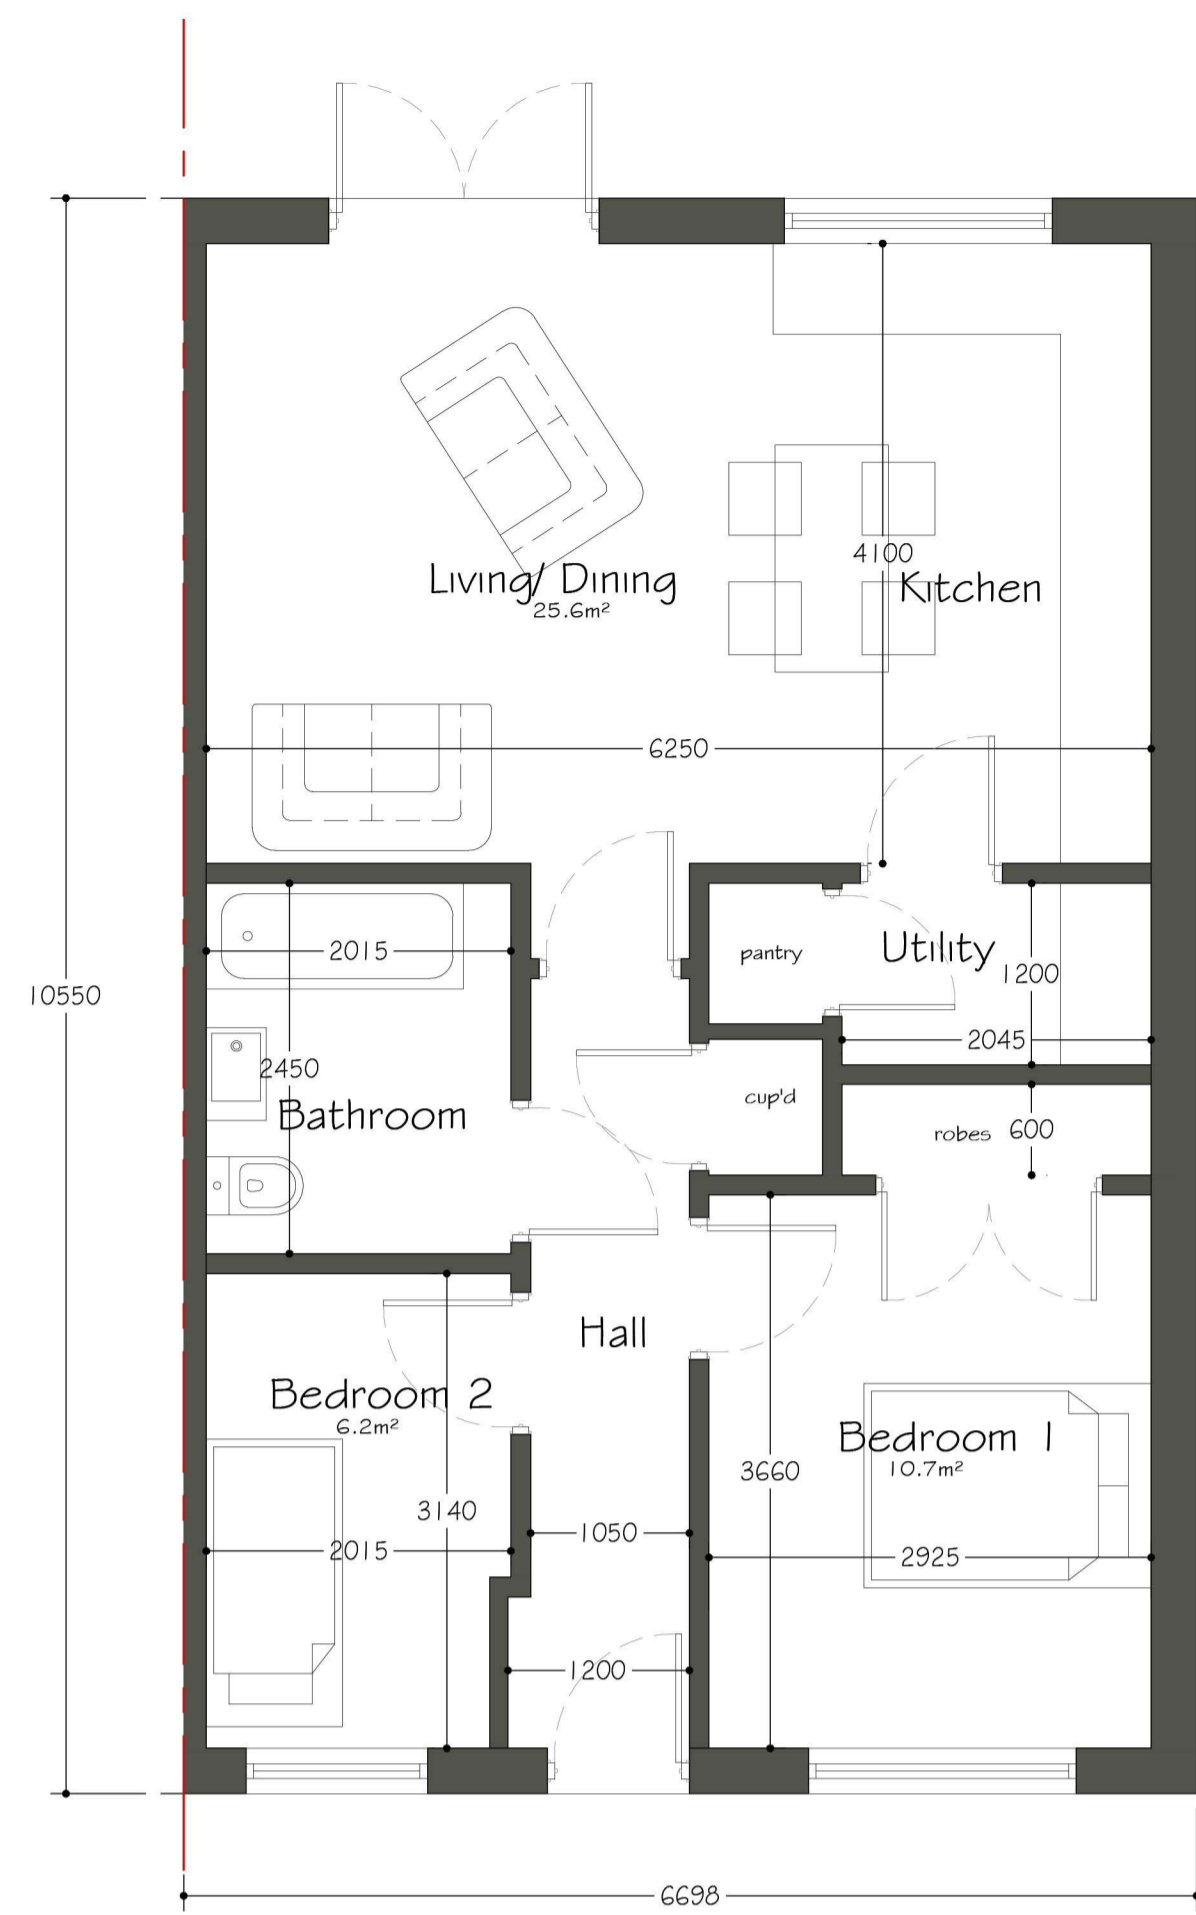 4100
Living/ Dining
25.6m²
Kitchen
6250
2015
pantry
Utility
1200
10550
2045
2450
cup'd
Bathroom
robes
600
Hall
Bedroom 2
6.2m²
Bedroom 1
10.7m²
3660
3140
1050
2015
2925
1200
6698